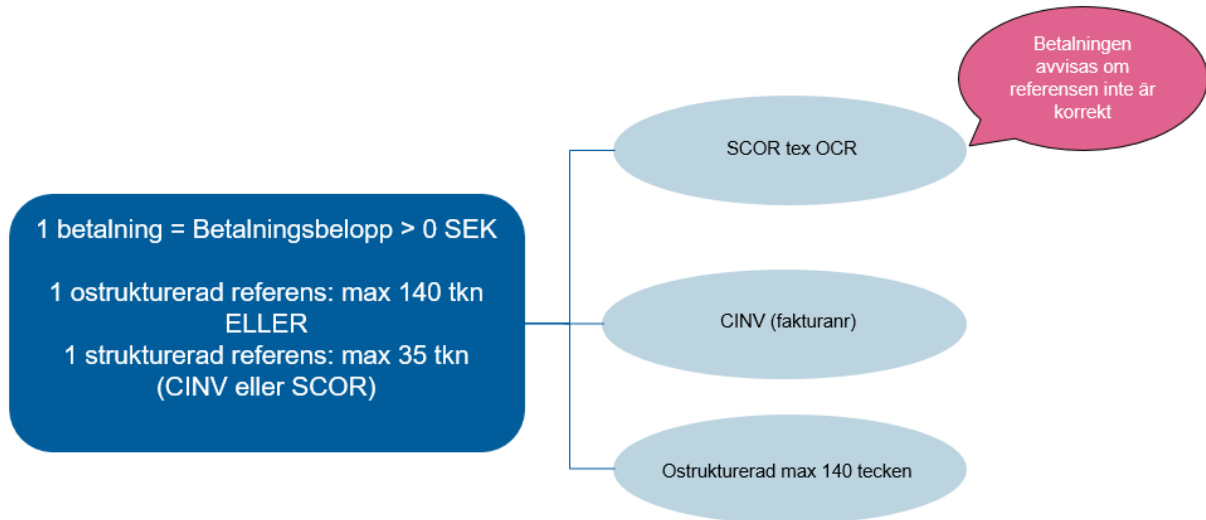 Betalningen
avvisas om
referensen inte är
korrekt
SCOR tex OCR
1 betalning = Betalningsbelopp > 0 SEK
1 ostrukturerad referens: max 140 tkn
ELLER
1 strukturerad referens: max 35 tkn
(CINV eller SCOR)
CINV (fakturanr)
Ostrukturerad max 140 tecken